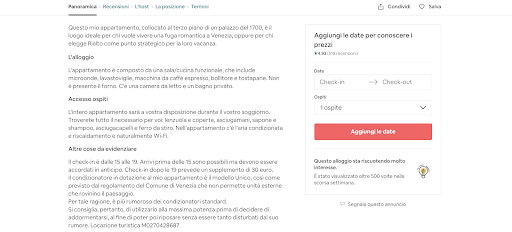 Panoramica · Recensioni · L'host · La posizione · Termini
Condividi
Salva
Questo mio appartamento, collocato al terzo piano di un palazzo del 1700, è il
luogo ideale per chi vuole vivere una fuga romantica a Venezia, oppure per chi
elegge Rialto come punto strategico per la loro vacanza.
L'alloggio
L'appartamento è composto da una sala/cucina funzionale, che include
microonde, lavastoviglie, macchina da caffè espresso, bollitore e tostapane. Non
è presente il forno. C'è una camera da letto e un bagno privato.
Accesso ospiti
L'intero appartamento sarà a vostra disposizione durante il vostro soggiorno.
Troverete tutto il necessario per voi: lenzuola e coperte, asciugamani, sapone e
shampoo, asciugacapelli e ferro da stiro. Nell'appartamento c'è l'aria condizionata
e riscaldamento e naturalmente Wi-Fi.
Altre cose da evidenziare
Il check-in è dalle 15 alle 19. Arrivi prima delle 15 sono possibili ma devono essere
accordati in anticipo. Check-in dopo le 19 prevede un supplemento di 30 euro.
Il condizionatore in dotazione al mio appartamento è il modello Unico, così come
previsto dal regolamento del Comune di Venezia che non permette unità esterne
che rovinino il paesaggio.
Per tale ragione, è più rumoroso dei condizionatori standard.
Si consiglia, pertanto, di utilizzarlo alla massima potenza prima di decidere di
addormentarsi, al fine di poter poi riposare senza essere tanto disturbati dal suo
rumore. Locazione turistica M0270428687
Aggiungi le date per conoscere i
prezzi
Date
Check-in → Check-out
Ospiti
1 ospite
Aggiungi le date
Questo alloggio sta riscuotendo molto
interesse.
È stato visualizzato oltre 500 volte nella
scorsa settimana.
Segnala questo annuncio